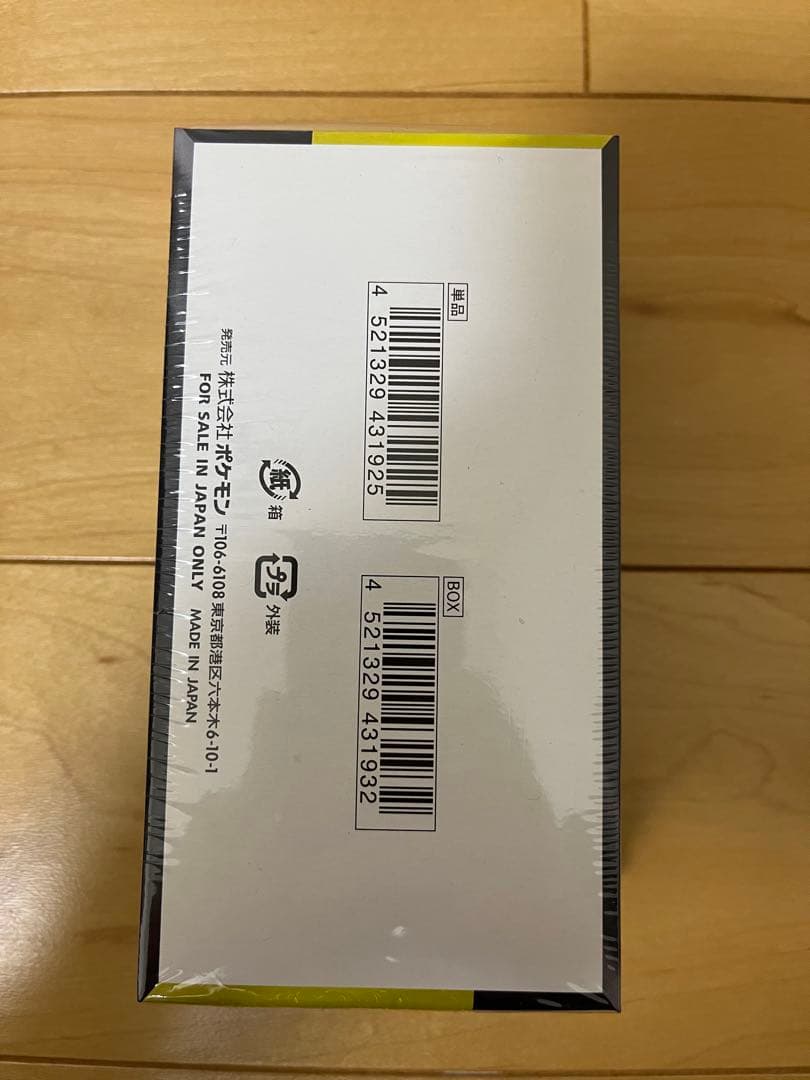 単品
4 521329 431925
BOX
4 521329 431932
紙 箱
プラ 外装
発売元 株式会社ポケモン 〒106-6108 東京都港区六本木6-10-1
FOR SALE IN JAPAN ONLY MADE IN JAPAN